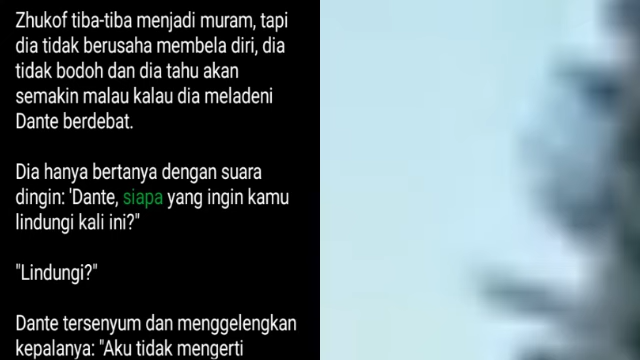 Zhukof tiba-tiba menjadi muram, tapi
dia tidak berusaha membela diri, dia
tidak bodoh dan dia tahu akan
semakin malau kalau dia meladeni
Dante berdebat.
Dia hanya bertanya dengan suara
dingin: 'Dante, siapa yang ingin kamu
lindungi kali ini?"
"Lindungi?"
Dante tersenyum dan menggelengkan
kepalanya: "Aku tidak mengerti